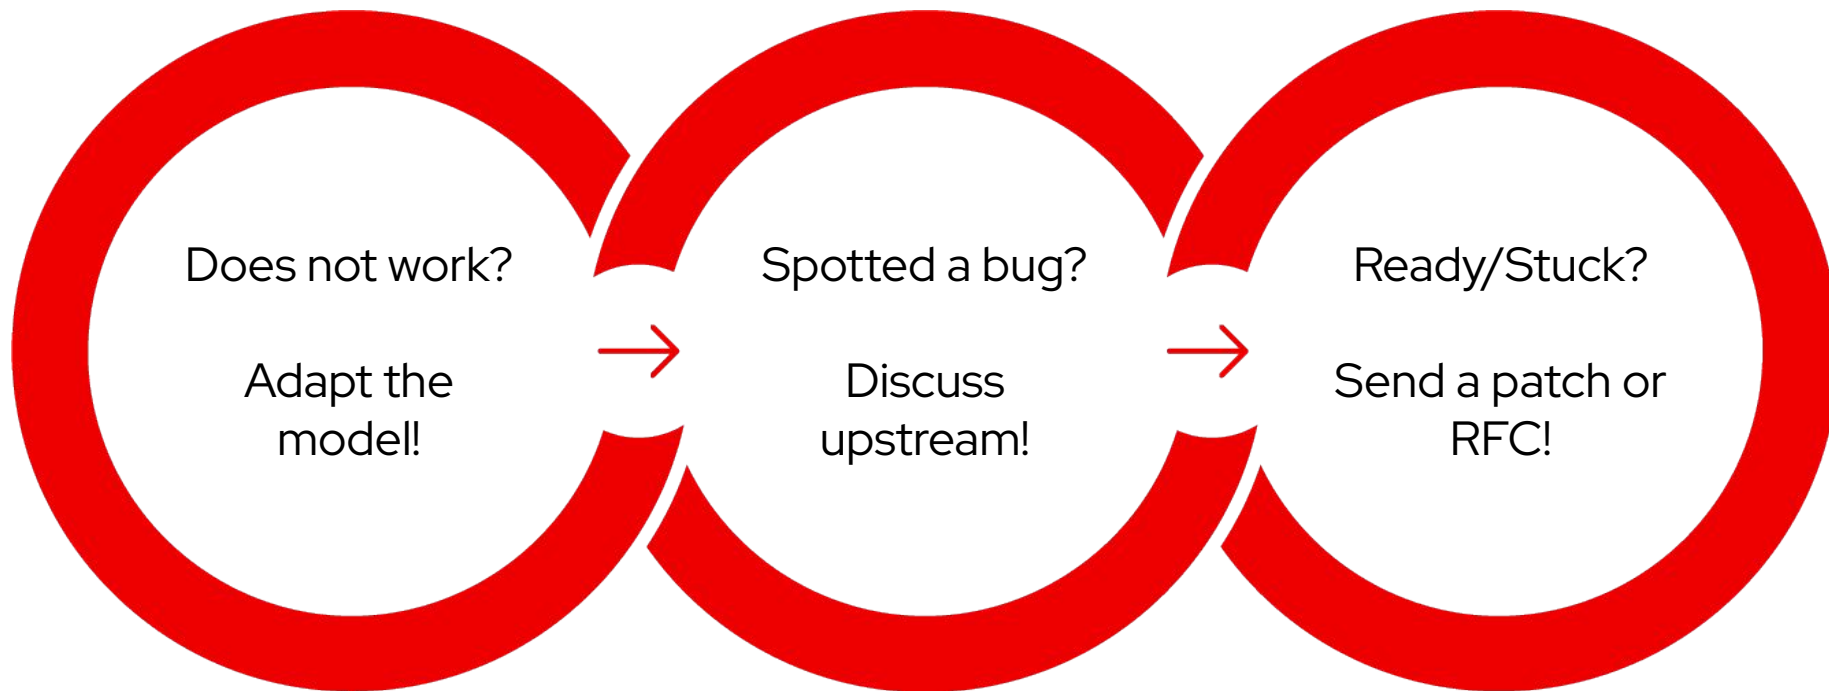 Does not work?
Adapt the
model!
Spotted a bug?
Discuss
upstream!
Ready/Stuck?
Send a patch or
RFC!